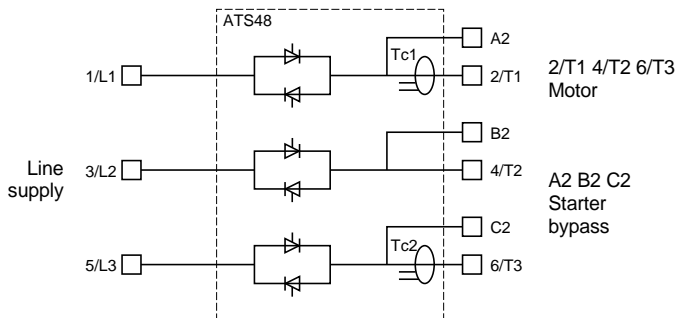 ATS48
A2
Tc1
1/L1
2/T1
2/T1 4/T2 6/T3
Motor
B2
Line
supply
3/L2
4/T2
A2 B2 C2
Starter
bypass
C2
Tc2
5/L3
6/T3